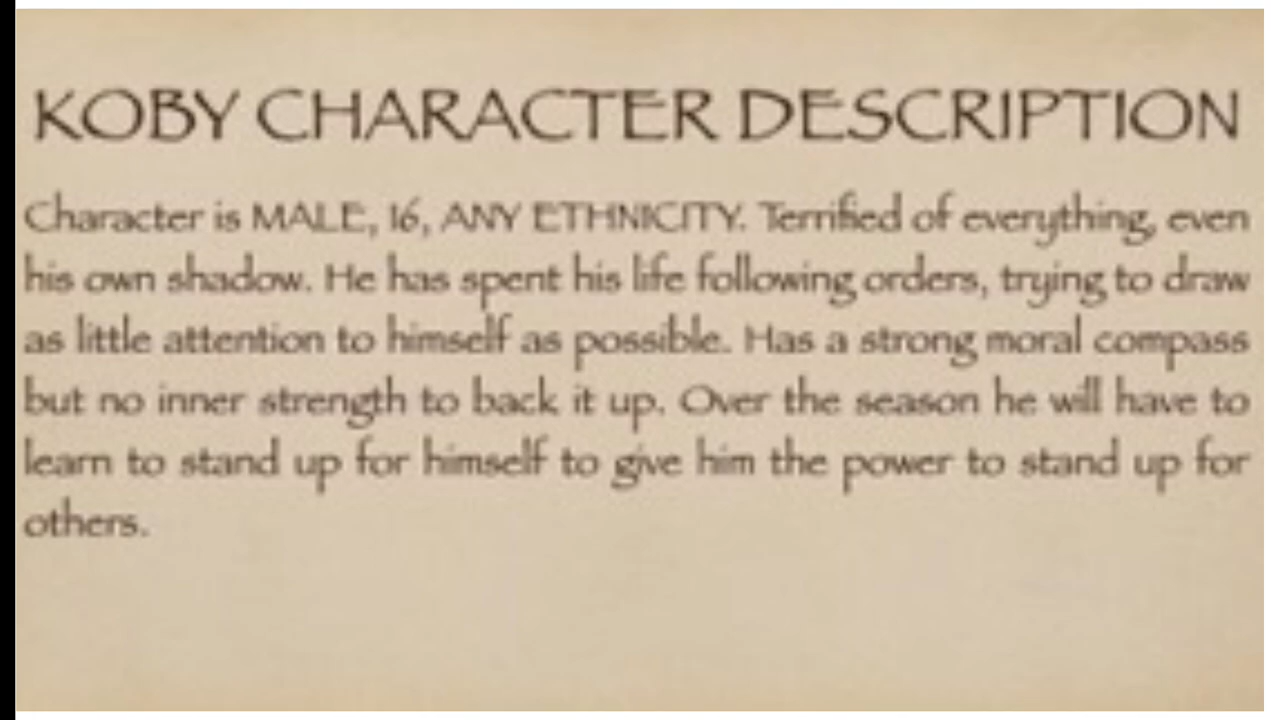 KOBY CHARACTER DESCRIPTION
Character is MALE, 16, ANY ETHNICITY. Terrified of everything, even
his own shadow. He has spent his life following orders, trying to draw
as little attention to himself as possible. Has a strong moral compass
but no inner strength to back it up. Over the season he will have to
learn to stand up for himself to give him the power to stand up for
others.